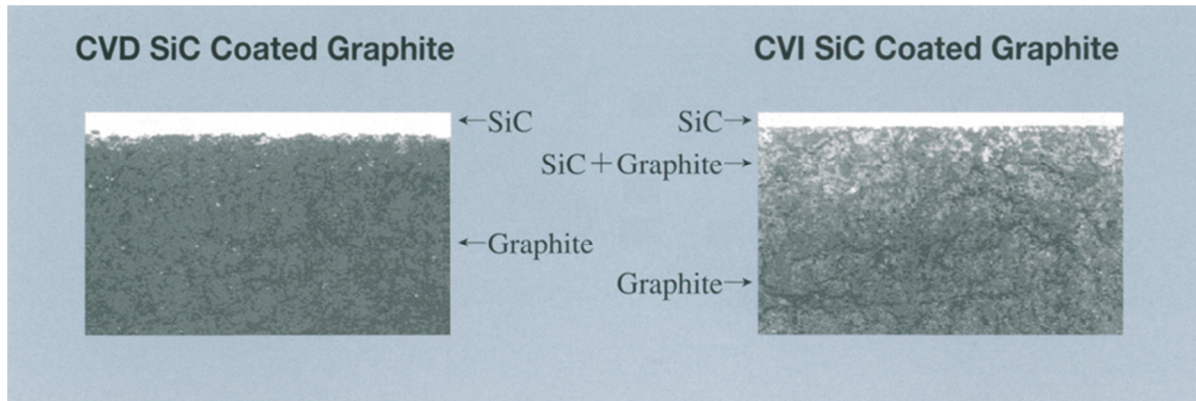 CVD SiC Coated Graphite
←SiC
←Graphite
CVI SiC Coated Graphite
SiC→
SiC+Graphite→
Graphite→